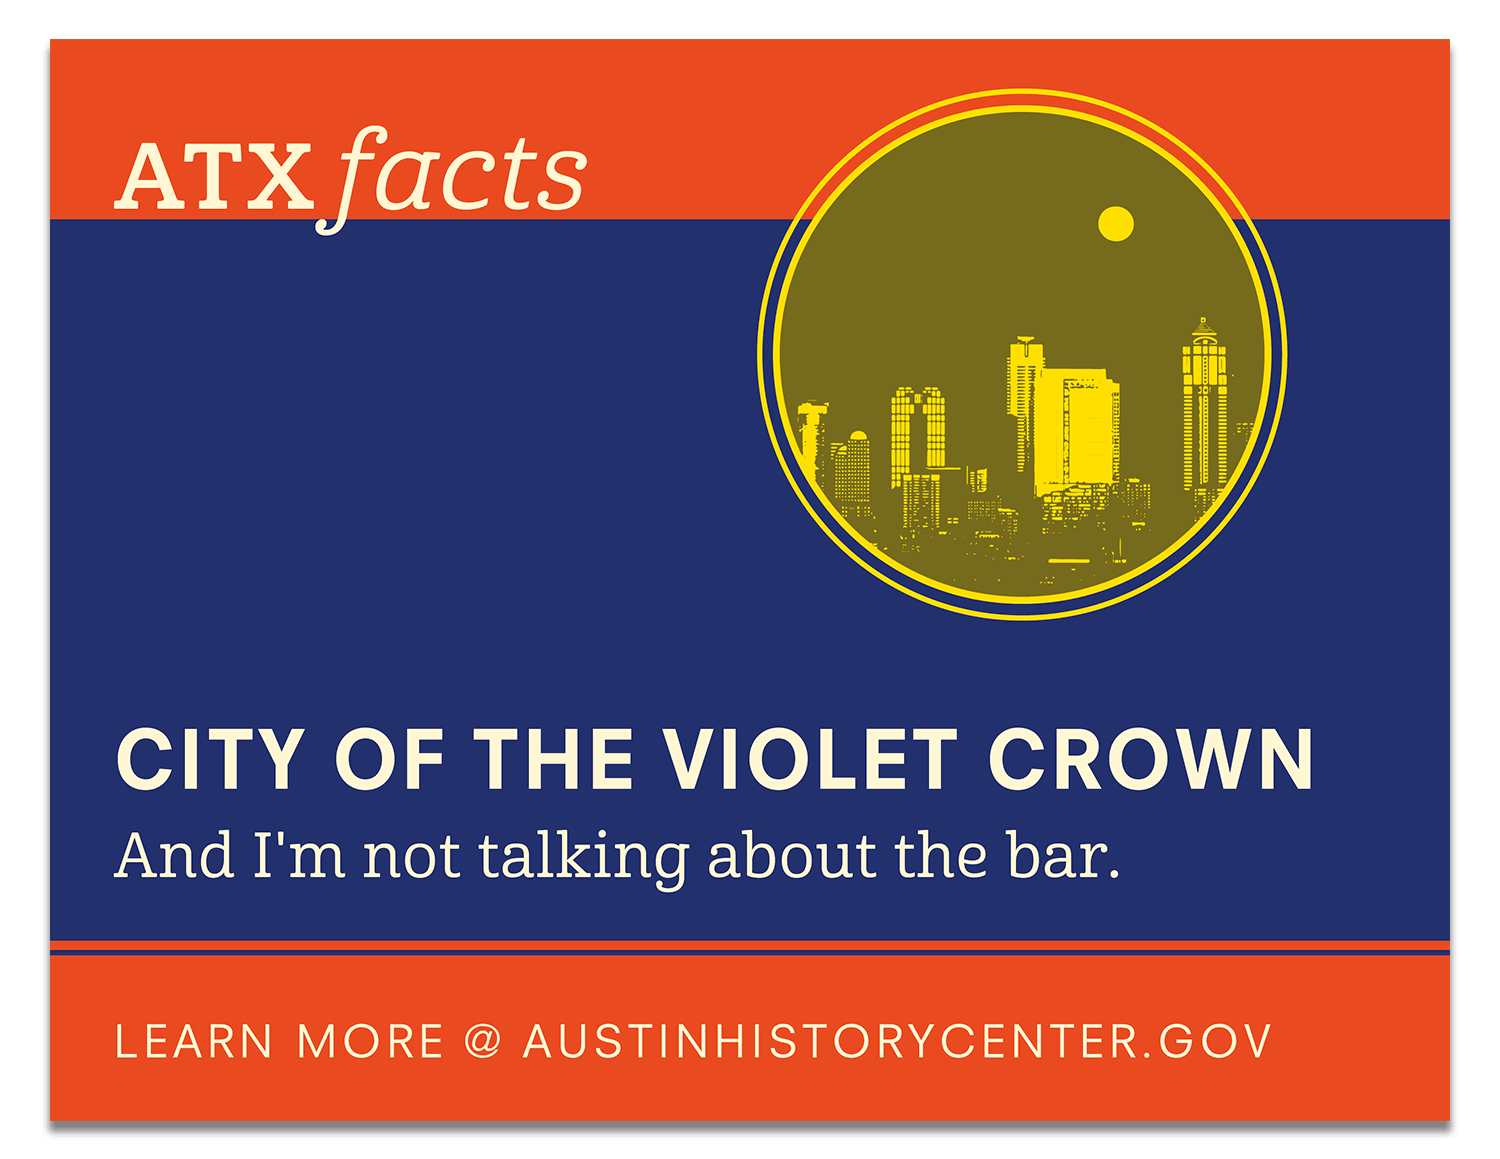 ATX facts
CITY OF THE VIOLET CROWN
And I'm not talking about the bar.
LEARN MORE @ AUSTINHISTORYCENTER.GOV